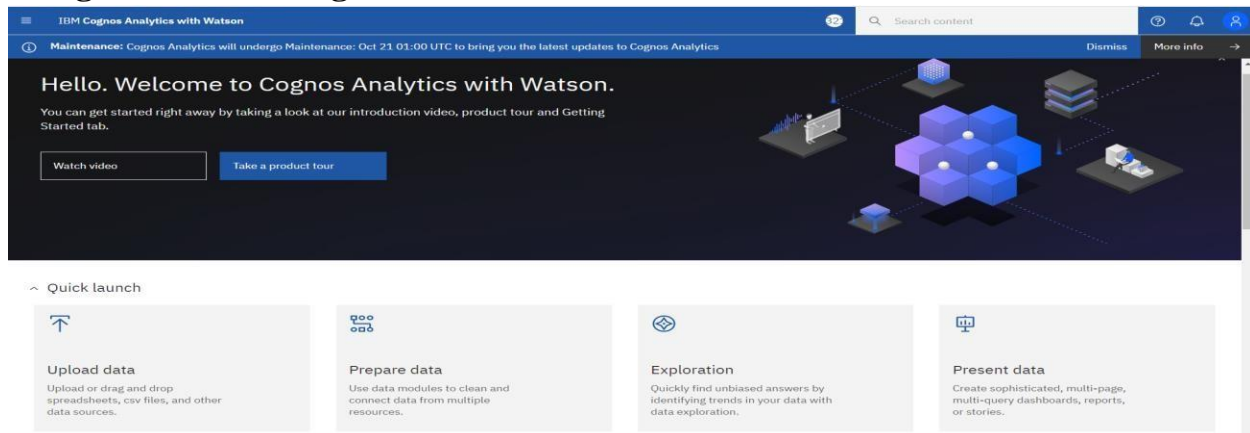 IBM Cognos Analytics with Watson
32
Search content
Maintenance: Cognos Analytics will undergo Maintenance: Oct 21 01:00 UTC to bring you the latest updates to Cognos Analytics
Dismiss
More info
Hello. Welcome to Cognos Analytics with Watson.
You can get started right away by taking a look at our introduction video, product tour and Getting
Started tab.
Watch video
Take a product tour
Quick launch
Upload data
Upload or drag and drop
spreadsheets, csv files, and other
data sources.
Prepare data
Use data modules to clean and
connect data from multiple
resources.
Exploration
Quickly find unbiased answers by
identifying trends in your data with
data exploration.
Present data
Create sophisticated, multi-page,
multi-query dashboards, reports,
or stories.